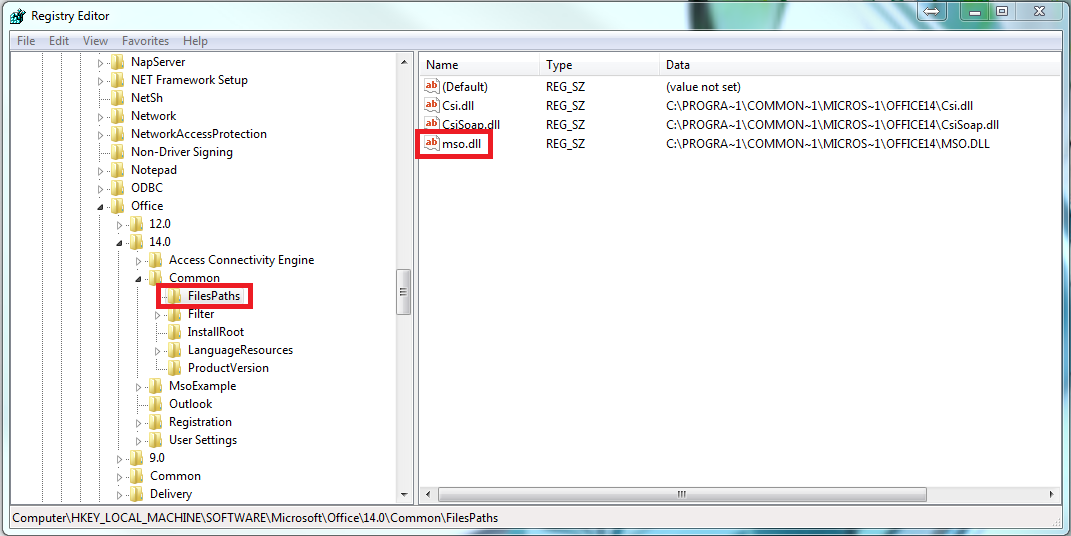 Registry Editor
File Edit View Favorites Help
NapServer
NET Framework Setup
NetSh
Network
NetworkAccessProtection
Non-Driver Signing
Notepad
ODBC
Office
12.0
14.0
Access Connectivity Engine
Common
FilesPaths
Filter
InstallRoot
LanguageResources
ProductVersion
MsoExample
Outlook
Registration
User Settings
9.0
Common
Delivery
Name Type Data
ab (Default) REG_SZ (value not set)
ab Csi.dll REG_SZ C:\PROGRA~1\COMMON~1\MICROS~1\OFFICE14\Csi.dll
ab CsiSoap.dll REG_SZ C:\PROGRA~1\COMMON~1\MICROS~1\OFFICE14\CsiSoap.dll
ab mso.dll REG_SZ C:\PROGRA~1\COMMON~1\MICROS~1\OFFICE14\MSO.DLL
Computer\HKEY_LOCAL_MACHINE\SOFTWARE\Microsoft\Office\14.0\Common\FilesPaths